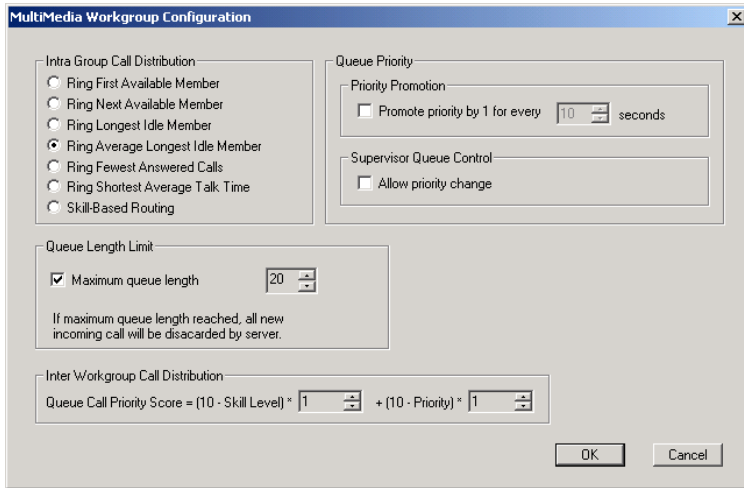 MultiMedia Workgroup Configuration
Intra Group Call Distribution
Ring First Available Member
Ring Next Available Member
Ring Longest Idle Member
Ring Average Longest Idle Member
Ring Fewest Answered Calls
Ring Shortest Average Talk Time
Skill-Based Routing
Queue Priority
Priority Promotion
Promote priority by 1 for every 10 seconds
Supervisor Queue Control
Allow priority change
Queue Length Limit
Maximum queue length 20
If maximum queue length reached, all new
incoming call will be disacarded by server.
Inter Workgroup Call Distribution
Queue Call Priority Score = (10 - Skill Level) * 1 + (10 - Priority) * 1
OK Cancel